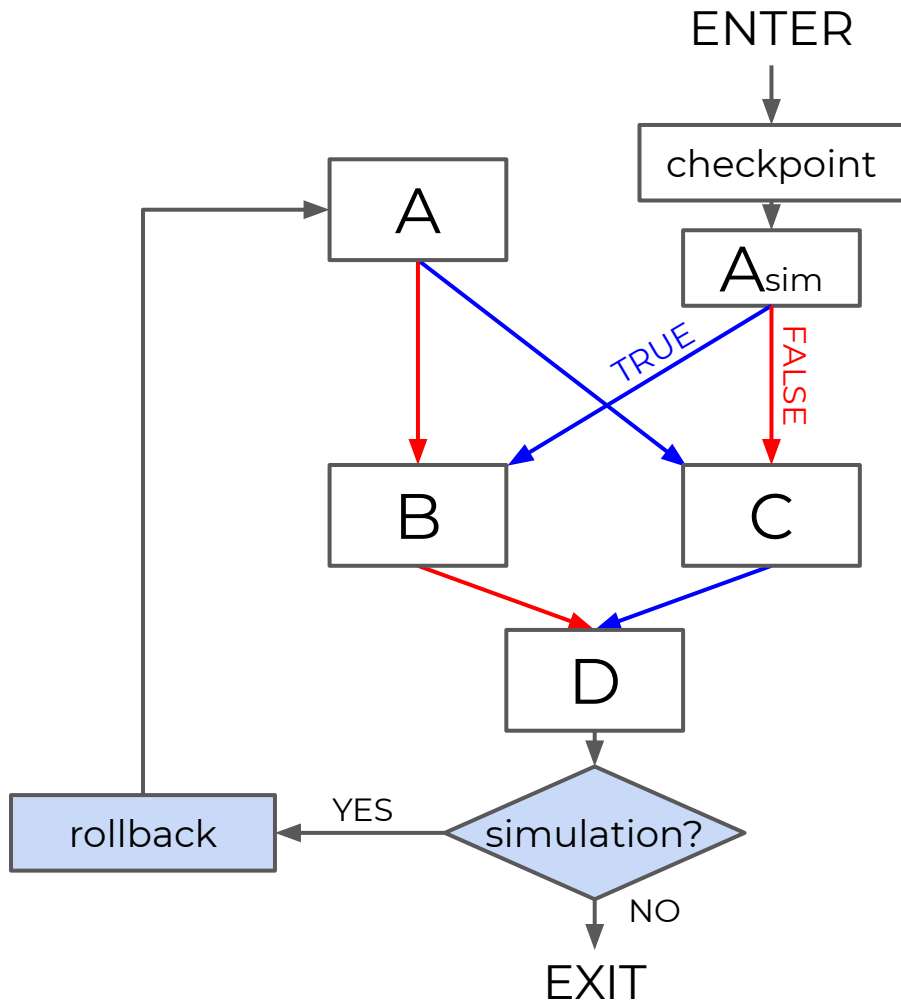 ENTER
checkpoint
A
Asim
TRUE
FALSE
B
C
D
simulation?
YES
rollback
NO
EXIT